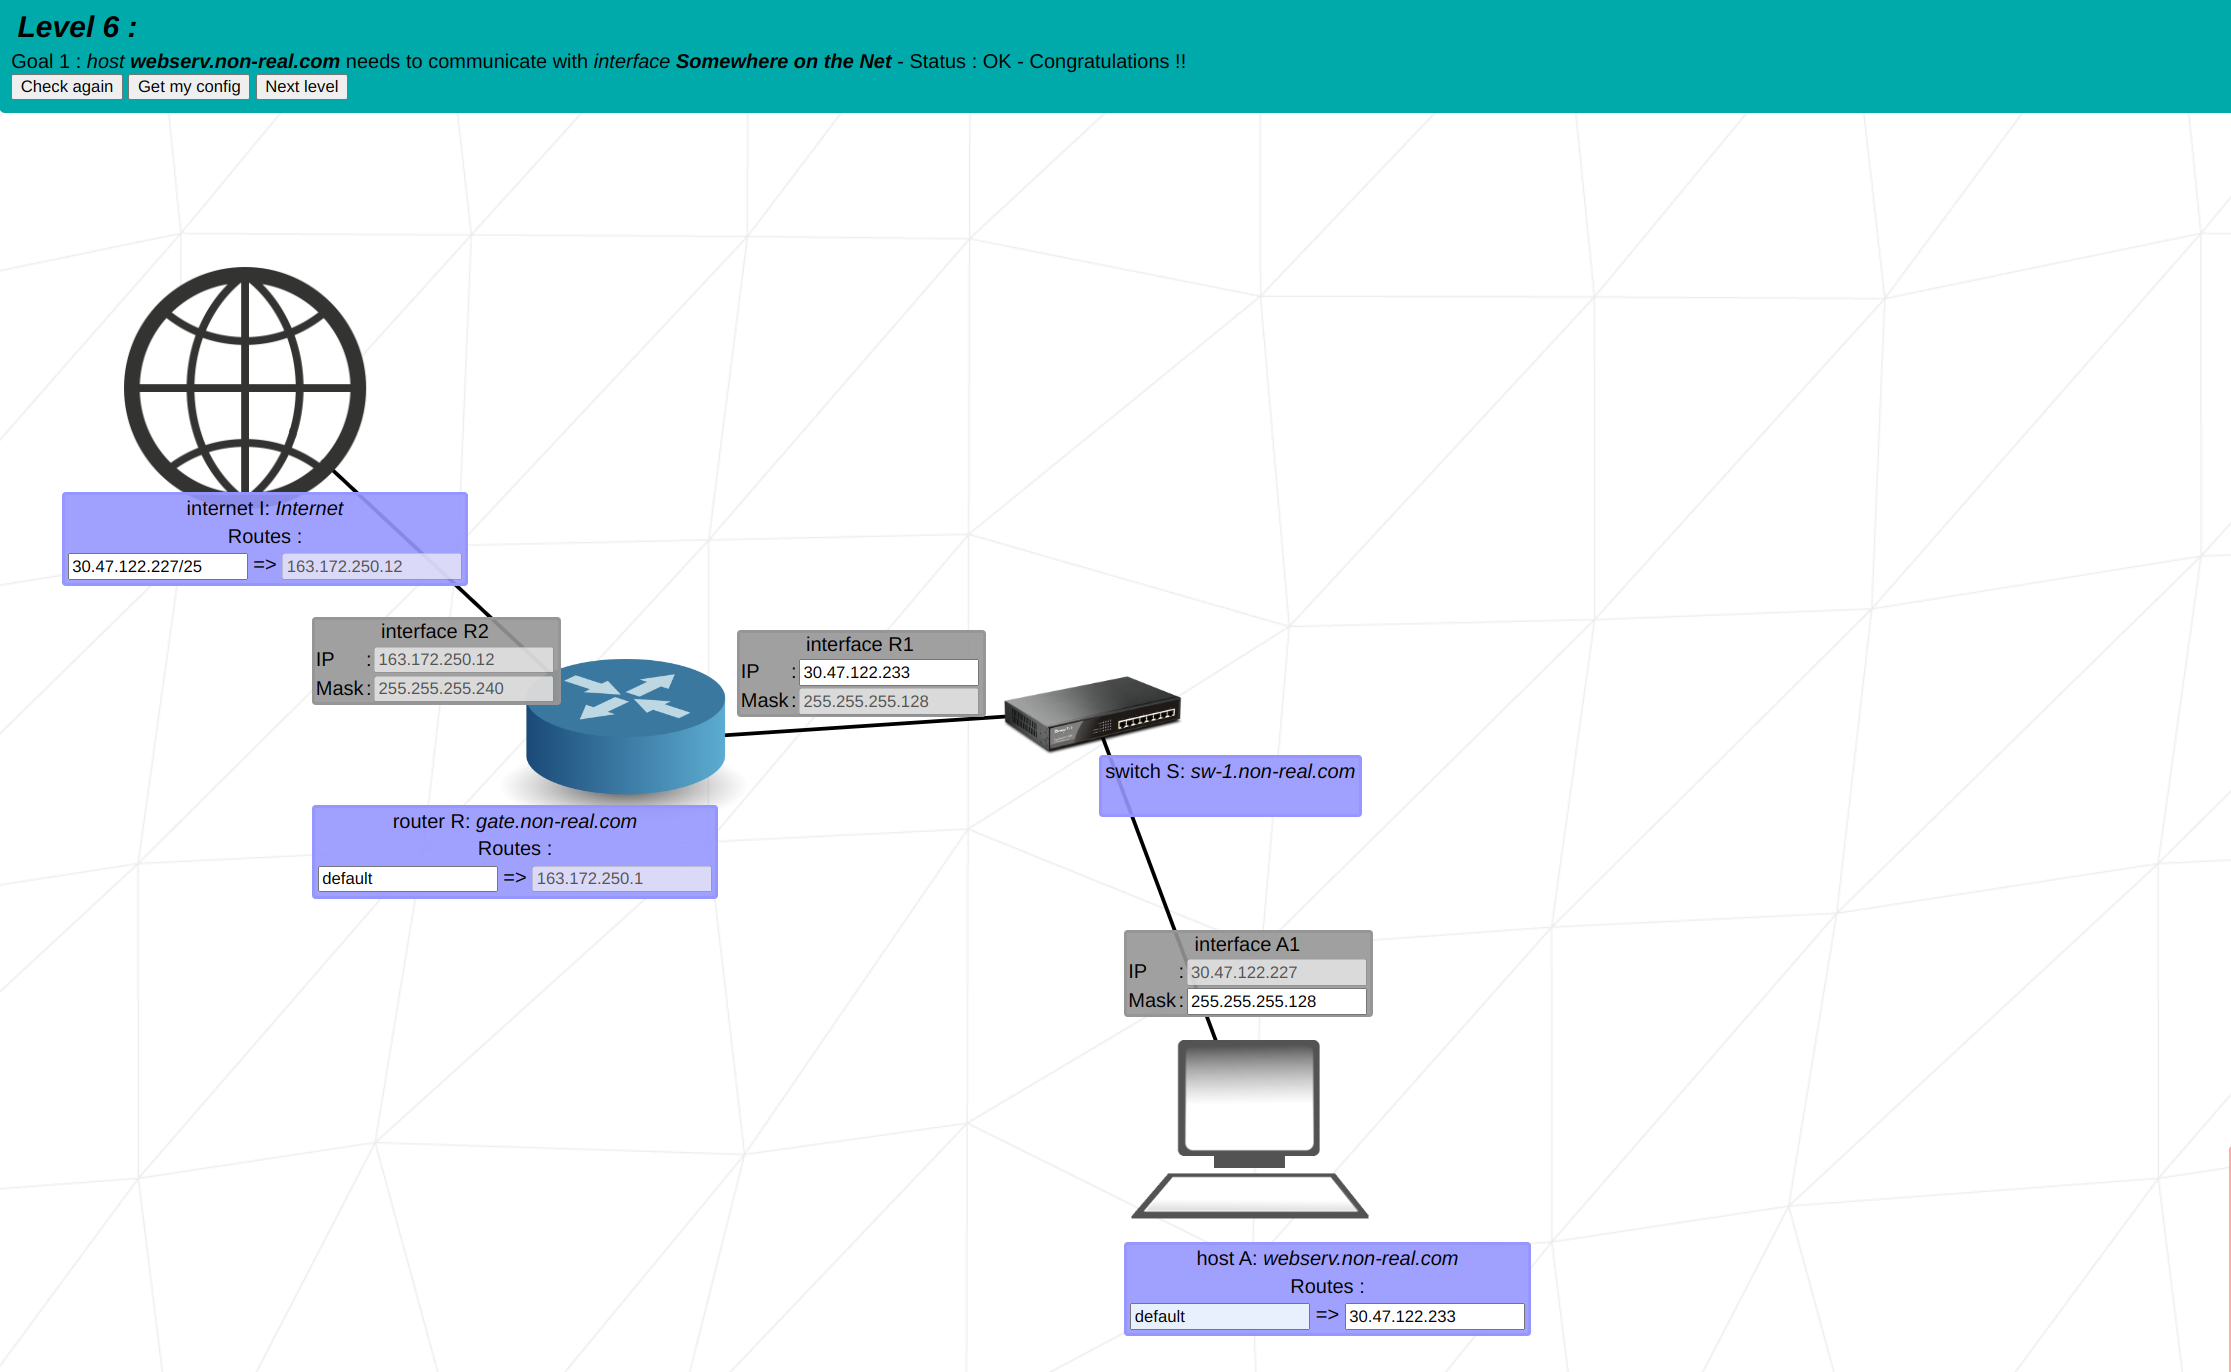 Level 6 :
Goal 1 : host webserv.non-real.com needs to communicate with interface Somewhere on the Net - Status : OK - Congratulations !!
Check again Get my config Next level
internet I: Internet
Routes :
30.47.122.227/25 => 163.172.250.12
interface R2
IP : 163.172.250.12
Mask : 255.255.255.240
interface R1
IP : 30.47.122.233
Mask : 255.255.255.128
switch S: sw-1.non-real.com
router R: gate.non-real.com
Routes :
default => 163.172.250.1
interface A1
IP : 30.47.122.227
Mask : 255.255.255.128
host A: webserv.non-real.com
Routes :
default => 30.47.122.233